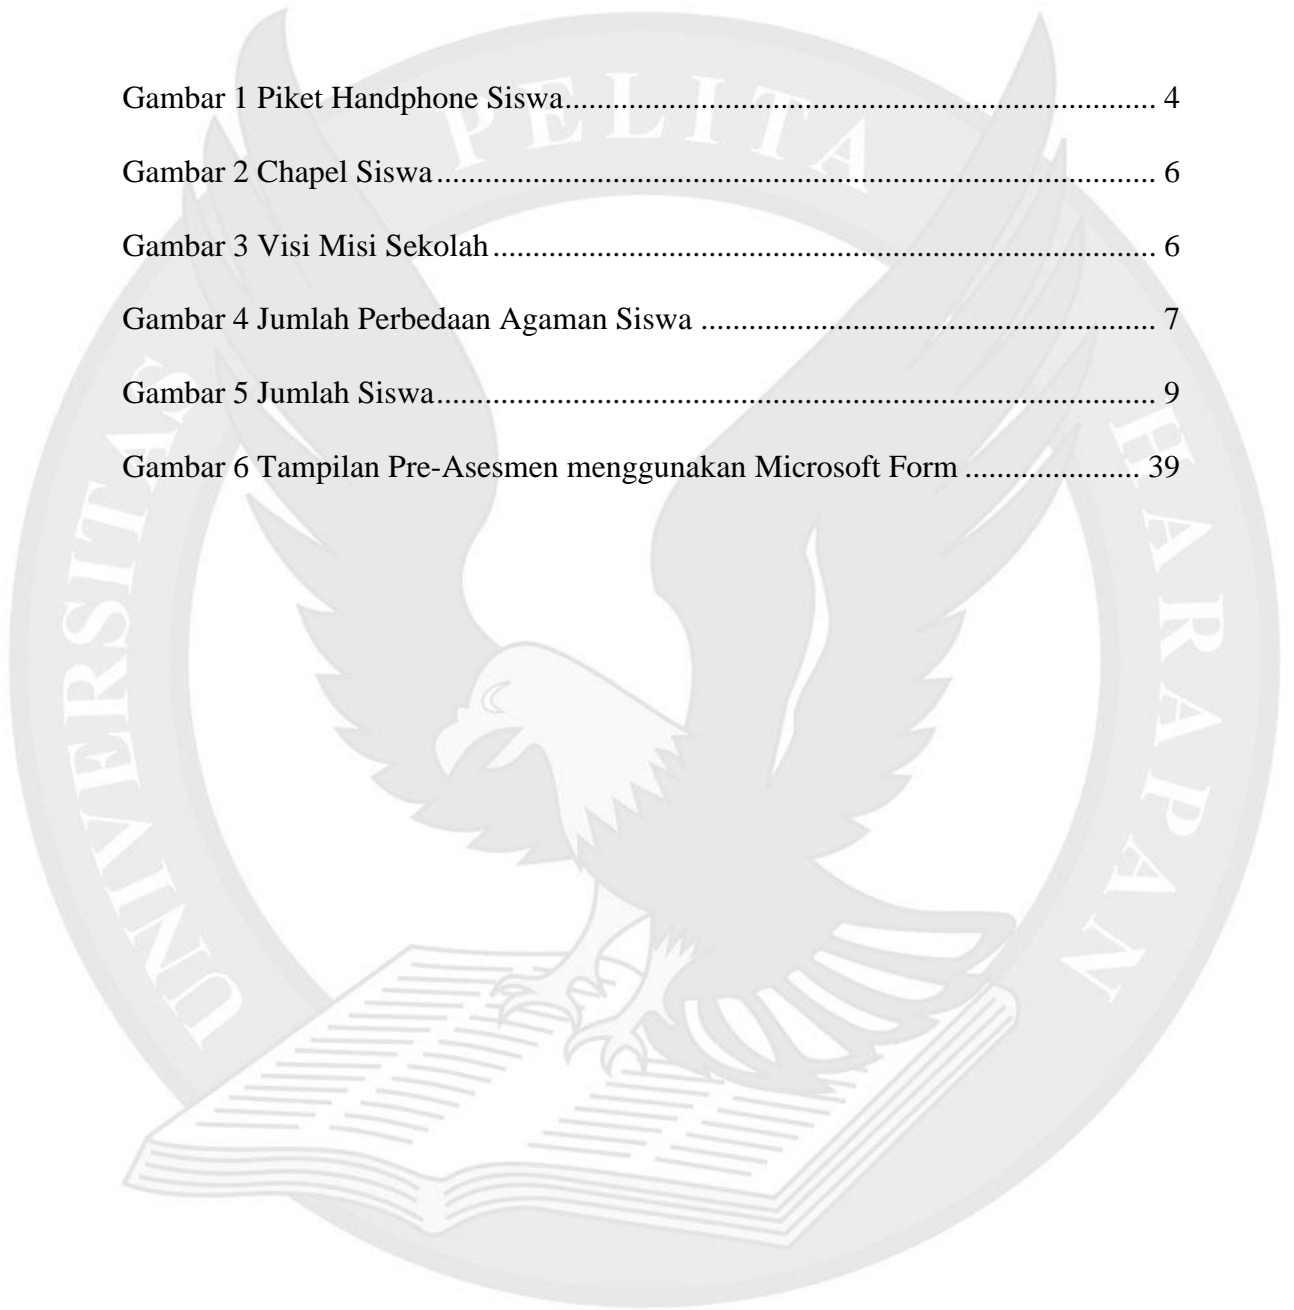 Gambar 1 Piket Handphone Siswa.......................................................................... 4
Gambar 2 Chapel Siswa.......................................................................................... 6
Gambar 3 Visi Misi Sekolah................................................................................... 6
Gambar 4 Jumlah Perbedaan Agaman Siswa ......................................................... 7
Gambar 5 Jumlah Siswa.......................................................................................... 9
Gambar 6 Tampilan Pre-Asesmen menggunakan Microsoft Form ...................... 39
UNIVERSITAS PELITA HARAPAN